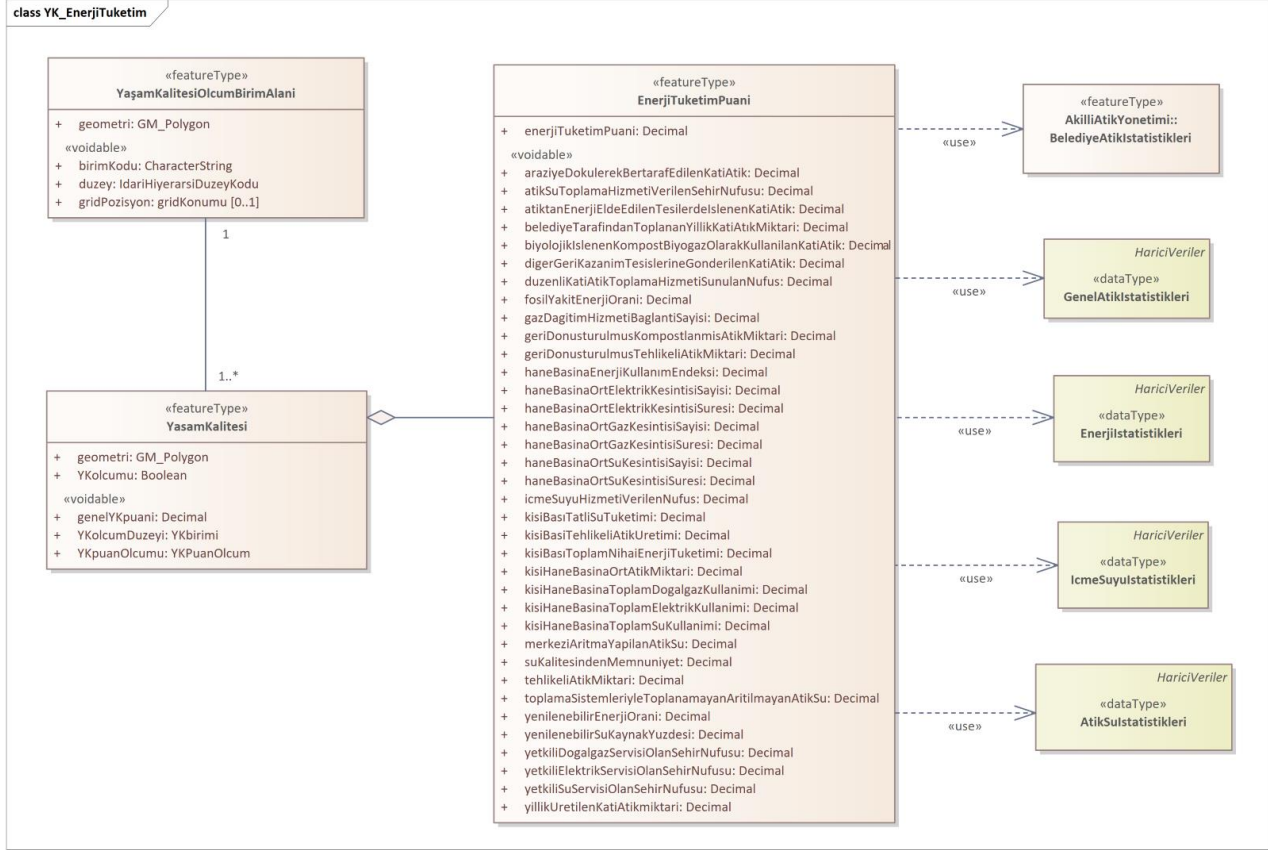 class YK_EnerjiTuketim
«featureType»
YaşamKalitesiOlcumBirimAlani
+ geometri: GM_Polygon
«voidable»
+ birimKodu: CharacterString
+ duzey: IdariHiyerarsiDuzeyKodu
+ gridPozisyon: gridKonumu [0..1]
1
1..*
«featureType»
YasamKalitesi
+ geometri: GM_Polygon
+ YKolcumu: Boolean
«voidable»
+ genelYKpuani: Decimal
+ YKolcumDuzeyi: YKbirimi
+ YKpuanOlcumu: YKPuanOlcum
«featureType»
EnerjiTuketimPuani
+ enerjiTuketimPuani: Decimal
«voidable»
+ araziyeDokulerekBertarafEdilenKatiAtik: Decimal
+ atikSuToplamaHizmetiVerilenSehirNufusu: Decimal
+ atiktanEnerjiEldeEdilenTesilerdeIslenenKatiAtik: Decimal
+ belediyeTarafindanToplananYillikKatiAtıkMiktari: Decimal
+ biyolojikIslenenKompostBiyogazOlarakKullanilanKatiAtik: Decimal
+ digerGeriKazanimTesislerineGonderilenKatiAtik: Decimal
+ duzenliKatiAtikToplamaHizmetiSunulanNufus: Decimal
+ fosilYakitEnerjiOrani: Decimal
+ gazDagitimHizmetiBaglantiSayisi: Decimal
+ geriDonusturulmusKompostlanmisAtikMiktari: Decimal
+ geriDonusturulmusTehlikeliAtikMiktari: Decimal
+ haneBasinaEnerjiKullanımEndeksi: Decimal
+ haneBasinaOrtElektrikKesintisiSayisi: Decimal
+ haneBasinaOrtElektrikKesintisiSuresi: Decimal
+ haneBasinaOrtGazKesintisiSayisi: Decimal
+ haneBasinaOrtGazKesintisiSuresi: Decimal
+ haneBasinaOrtSuKesintisiSayisi: Decimal
+ haneBasinaOrtSuKesintisiSuresi: Decimal
+ icmeSuyuHizmetiVerilenNufus: Decimal
+ kisiBasıTatliSuTuketimi: Decimal
+ kisiBasiTehlikeliAtikUretimi: Decimal
+ kisiBasıToplamNihaiEnerjiTuketimi: Decimal
+ kisiHaneBasinaOrtAtikMiktari: Decimal
+ kisiHaneBasinaToplamDogalgazKullanimi: Decimal
+ kisiHaneBasinaToplamElektrikKullanimi: Decimal
+ kisiHaneBasinaToplamSuKullanimi: Decimal
+ merkeziAritmaYapilanAtikSu: Decimal
+ suKalitesindenMemnuniyet: Decimal
+ tehlikeliAtikMiktari: Decimal
+ toplamaSistemleriyleToplanamayanAritilmayanAtikSu: Decimal
+ yenilenebilirEnerjiOrani: Decimal
+ yenilenebilirSuKaynakYuzdesi: Decimal
+ yetkiliDogalgazServisiOlanSehirNufusu: Decimal
+ yetkiliElektrikServisiOlanSehirNufusu: Decimal
+ yetkiliSuServisiOlanSehirNufusu: Decimal
+ yillikUretilenKatiAtikmiktari: Decimal
«use»
«featureType»
AkilliAtikYonetimi::
BelediyeAtikIstatistikleri
«use»
HariciVeriler
«dataType»
GenelAtikIstatistikleri
«use»
HariciVeriler
«dataType»
EnerjiIstatistikleri
«use»
HariciVeriler
«dataType»
IcmeSuyuIstatistikleri
«use»
HariciVeriler
«dataType»
AtikSuIstatistikleri